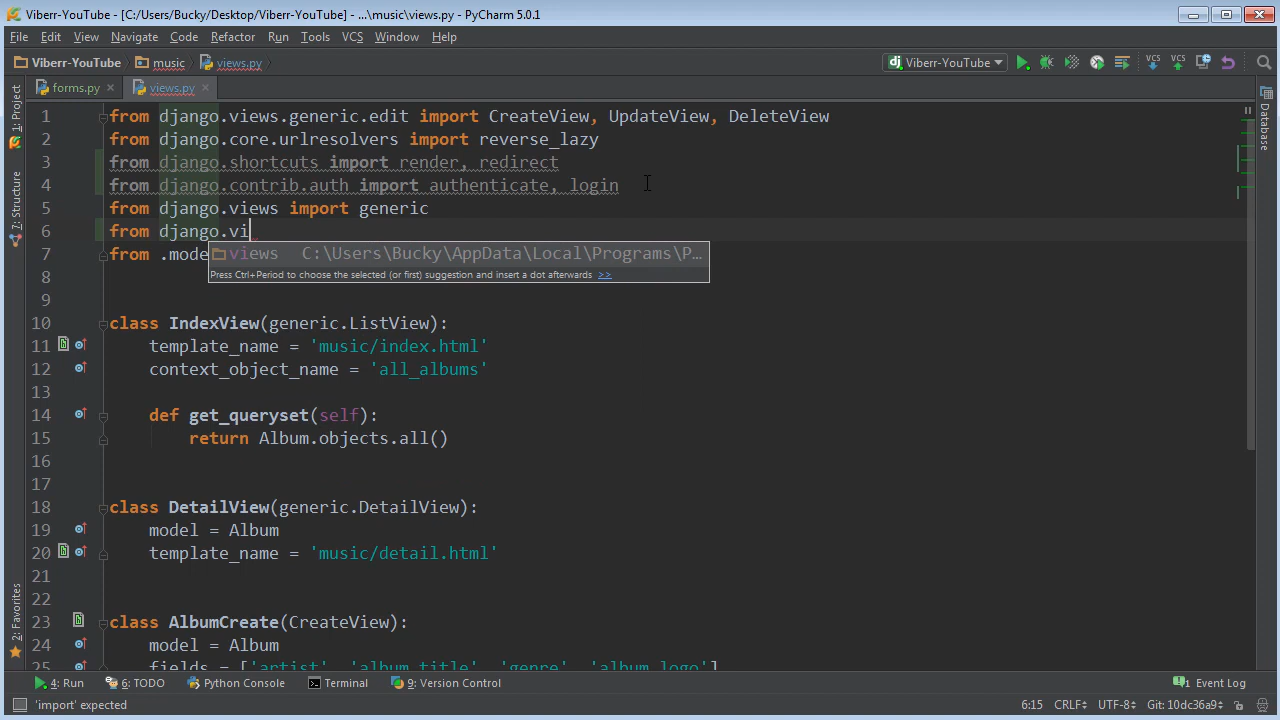 Viberr-YouTube - [C:/Users/Bucky/Desktop/Viberr-YouTube] - ...\music\views.py - PyCharm 5.0.1
File Edit View Navigate Code Refactor Run Tools VCS Window Help
Viberr-YouTube music views.py Viberr-YouTube VCS VCS
forms.py views.py
1: Project
7: Structure
2: Favorites
Database
1 from django.views.generic.edit import CreateView, UpdateView, DeleteView
2 from django.core.urlresolvers import reverse_lazy
3 from django.shortcuts import render, redirect
4 from django.contrib.auth import authenticate, login
5 from django.views import generic
6 from django.vi
7 from .mode
views C:\Users\Bucky\AppData\Local\Programs\P...
Press Ctrl+Period to choose the selected (or first) suggestion and insert a dot afterwards >>
8
9
10 class IndexView(generic.ListView):
11 template_name = 'music/index.html'
12 context_object_name = 'all_albums'
13
14 def get_queryset(self):
15 return Album.objects.all()
16
17
18 class DetailView(generic.DetailView):
19 model = Album
20 template_name = 'music/detail.html'
21
22
23 class AlbumCreate(CreateView):
24 model = Album
25 fields = ['artist', 'album_title', 'genre', 'album_logo']
4: Run 6: TODO Python Console Terminal 9: Version Control 1 Event Log
'import' expected 6:15 CRLF UTF-8 Git: 10dc36a9